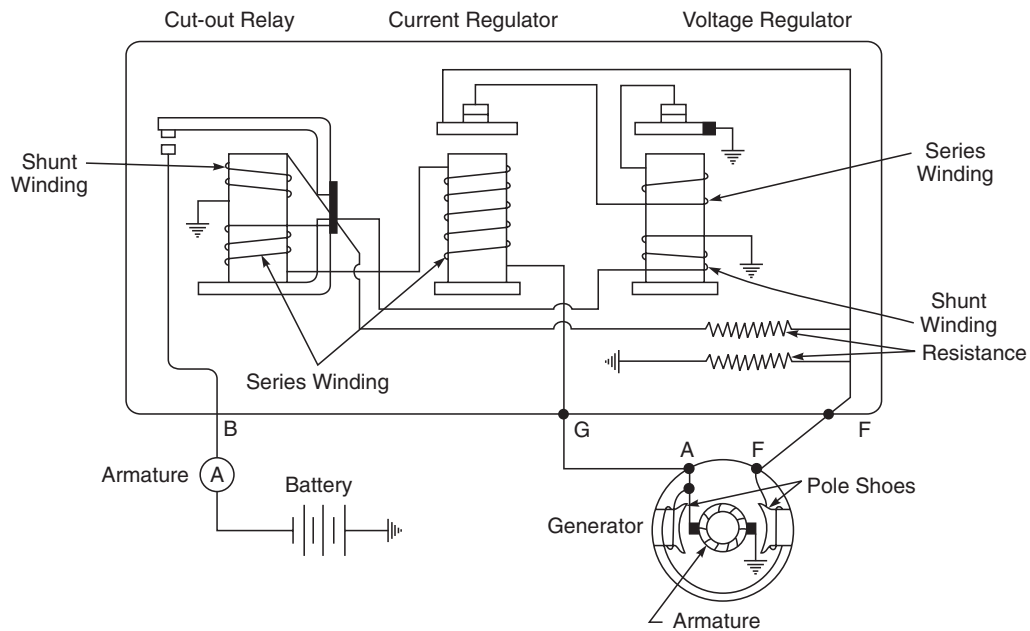 Cut-out Relay
Current Regulator
Voltage Regulator
Shunt
Winding
Series
Winding
Shunt
Winding
Resistance
Series Winding
B
G
F
A
F
Armature
A
Battery
Pole Shoes
Generator
Armature